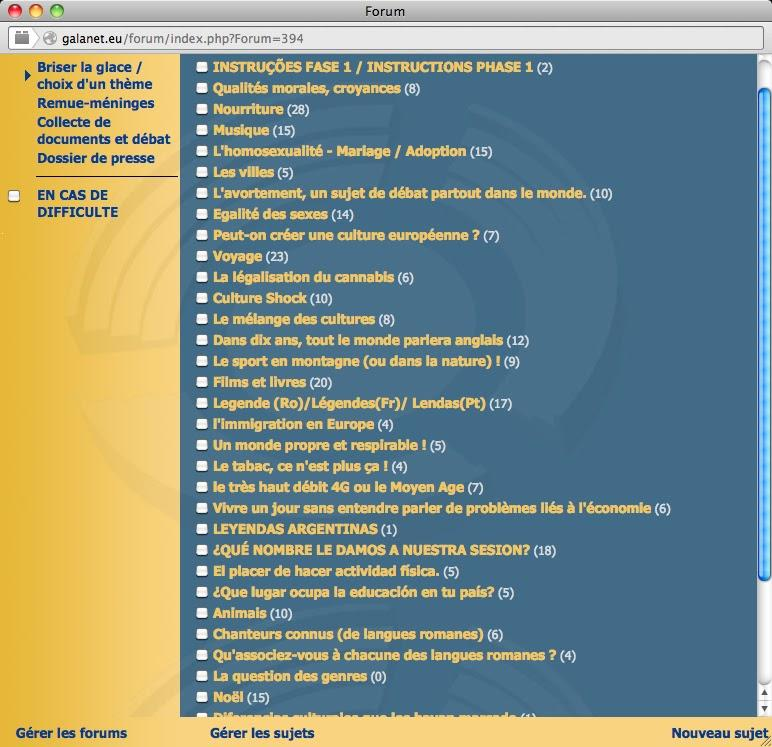 Forum
galanet.eu/forum/index.php?Forum=394
Briser la glace /
choix d'un thème
Remue-méninges
Collecte de
documents et débat
Dossier de presse
EN CAS DE
DIFFICULTE
INSTRUÇÕES FASE 1 / INSTRUCTIONS PHASE 1 (2)
Qualités morales, croyances (8)
Nourriture (28)
Musique (15)
L'homosexualité - Mariage / Adoption (15)
Les villes (5)
L'avortement, un sujet de débat partout dans le monde. (10)
Egalité des sexes (14)
Peut-on créer une culture européenne ? (7)
Voyage (23)
La légalisation du cannabis (6)
Culture Shock (10)
Le mélange des cultures (8)
Dans dix ans, tout le monde parlera anglais (12)
Le sport en montagne (ou dans la nature) ! (9)
Films et livres (20)
Legende (Ro)/Légendes(Fr)/ Lendas(Pt) (17)
l'immigration en Europe (4)
Un monde propre et respirable ! (5)
Le tabac, ce n'est plus ça ! (4)
le très haut débit 4G ou le Moyen Age (7)
Vivre un jour sans entendre parler de problèmes liés à l'économie (6)
LEYENDAS ARGENTINAS (1)
¿QUÉ NOMBRE LE DAMOS A NUESTRA SESION? (18)
El placer de hacer actividad física. (5)
¿Que lugar ocupa la educación en tu país? (5)
Animais (10)
Chanteurs connus (de langues romanes) (6)
Qu'associez-vous à chacune des langues romanes ? (4)
La question des genres (0)
Noël (15)
Diferencias culturales que los hayan marcado (1)
Gérer les forums
Gérer les sujets
Nouveau sujet